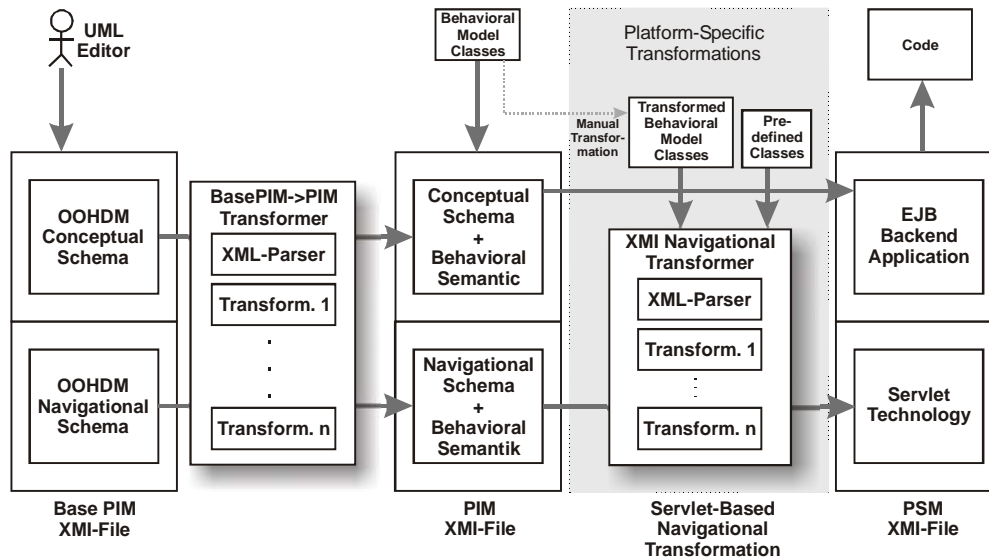 UML
Editor
Behavioral
Model
Classes
Platform-Specific
Transformations
Code
Manual
Transfor-
mation
Transformed
Behavioral
Model
Classes
Pre-
defined
Classes
OOHDM
Conceptual
Schema
BasePIM->PIM
Transformer
XML-Parser
Transform. 1
Transform. n
Conceptual
Schema
+
Behavioral
Semantic
XMI Navigational
Transformer
XML-Parser
Transform. 1
Transform. n
EJB
Backend
Application
OOHDM
Navigational
Schema
Navigational
Schema
+
Behavioral
Semantik
Servlet
Technology
Base PIM
XMI-File
PIM
XMI-File
Servlet-Based
Navigational
Transformation
PSM
XMI-File